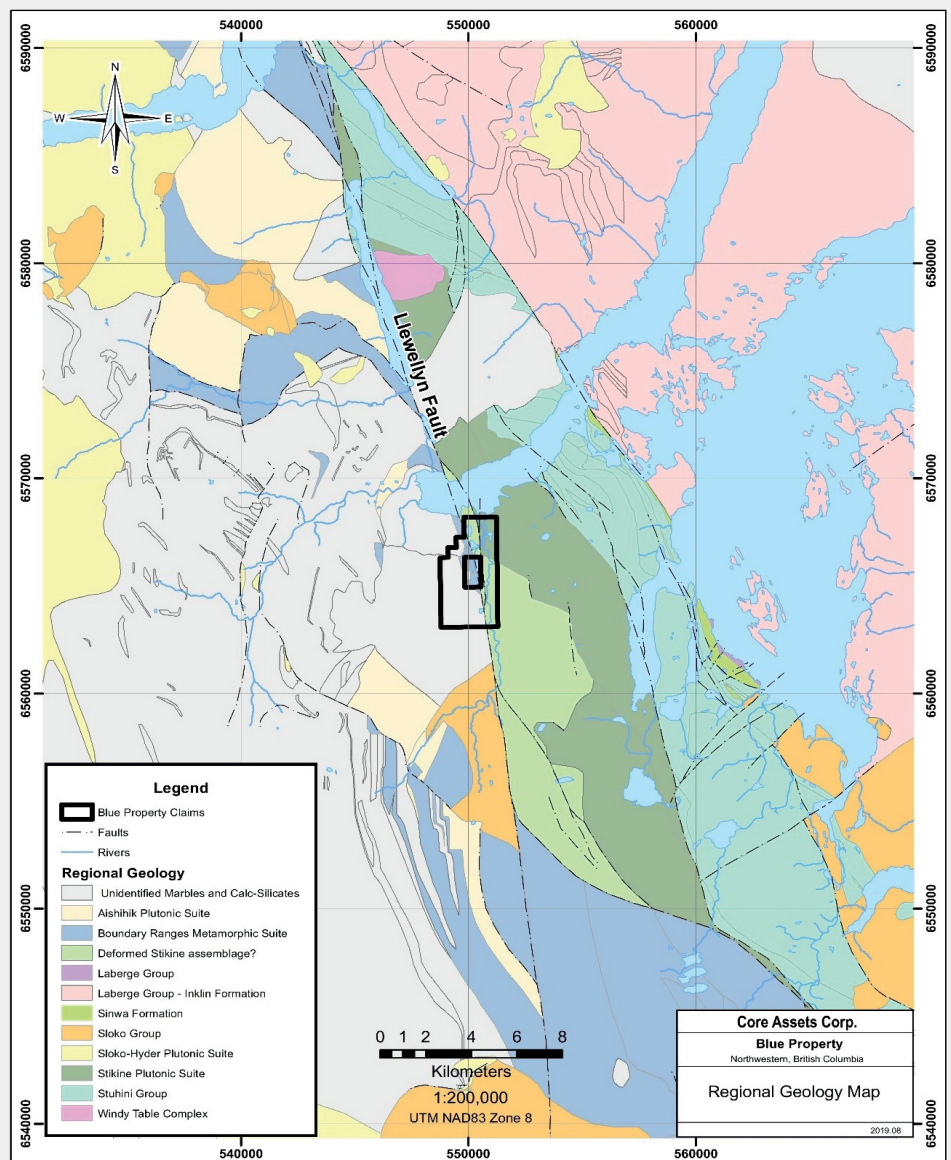 540000
550000
560000
6590000
6590000
N
W
E
S
6580000
6580000
Llewellyn Fault
6570000
6570000
6560000
6560000
Legend
Blue Property Claims
Faults
Rivers
Regional Geology
Unidentified Marbles and Calc-Silicates
Aishihik Plutonic Suite
Boundary Ranges Metamorphic Suite
Deformed Stikine assemblage?
Laberge Group
Laberge Group - Inklin Formation
Sinwa Formation
Sloko Group
Sloko-Hyder Plutonic Suite
Stikine Plutonic Suite
Stuhini Group
Windy Table Complex
6550000
6550000
0 1 2 4 6 8
Kilometers
1:200,000
UTM NAD83 Zone 8
Core Assets Corp.
Blue Property
Northwestern, British Columbia
Regional Geology Map
2019.08
6540000
6540000
540000
550000
560000